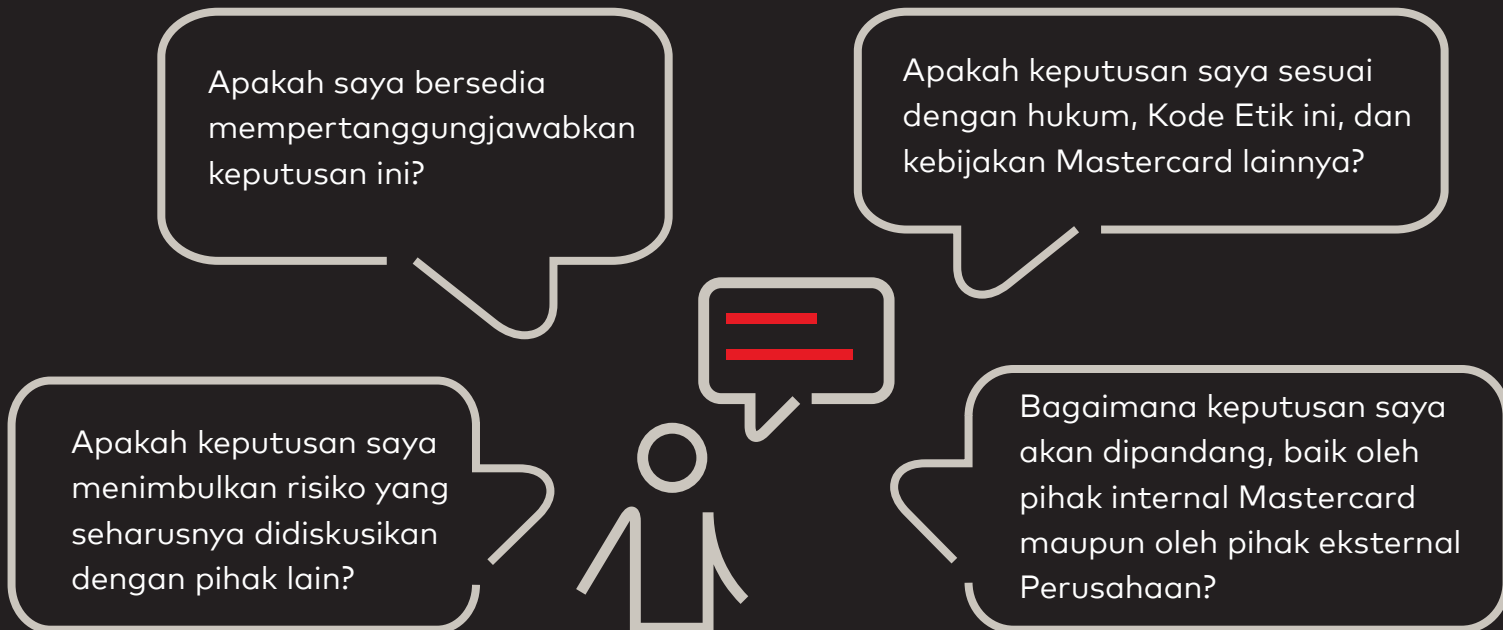 Apakah saya bersedia
mempertanggungjawabkan
keputusan ini?
Apakah keputusan saya sesuai
dengan hukum, Kode Etik ini, dan
kebijakan Mastercard lainnya?
Apakah keputusan saya
menimbulkan risiko yang
seharusnya didiskusikan
dengan pihak lain?
Bagaimana keputusan saya
akan dipandang, baik oleh
pihak internal Mastercard
maupun oleh pihak eksternal
Perusahaan?